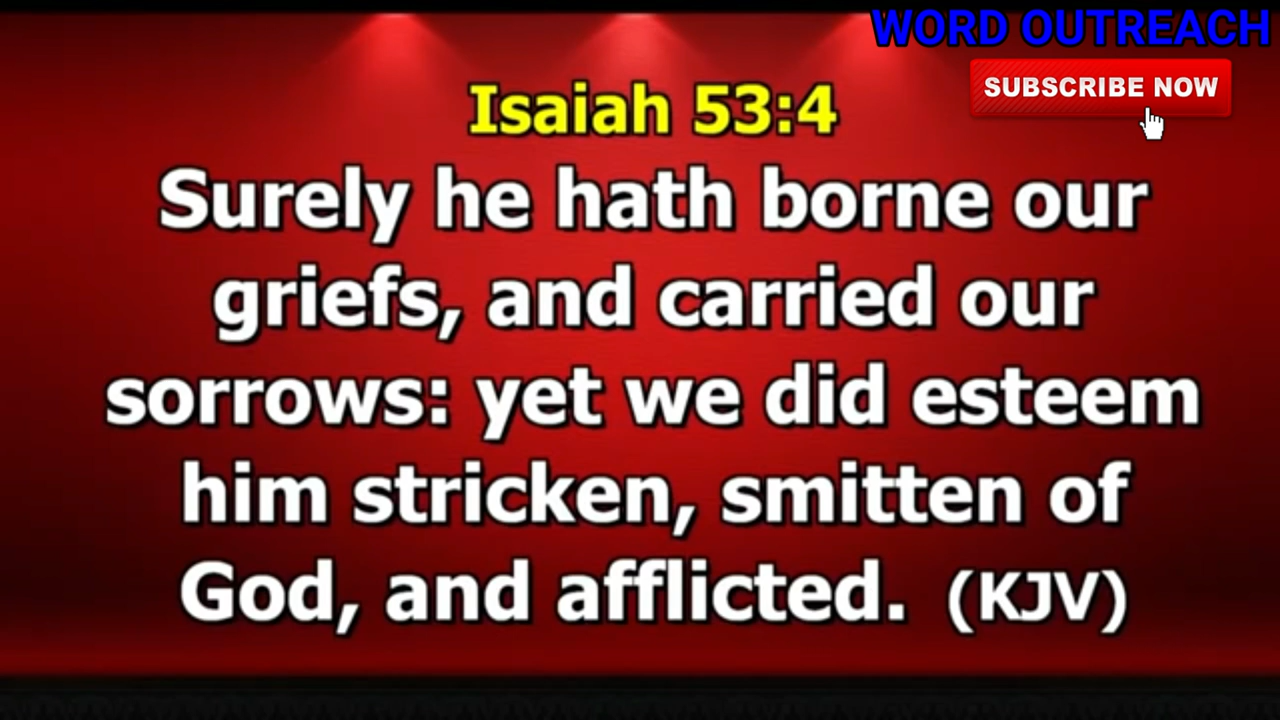 WORD OUTREACH
SUBSCRIBE NOW
Isaiah 53:4
Surely he hath borne our
griefs, and carried our
sorrows: yet we did esteem
him stricken, smitten of
God, and afflicted. (KJV)